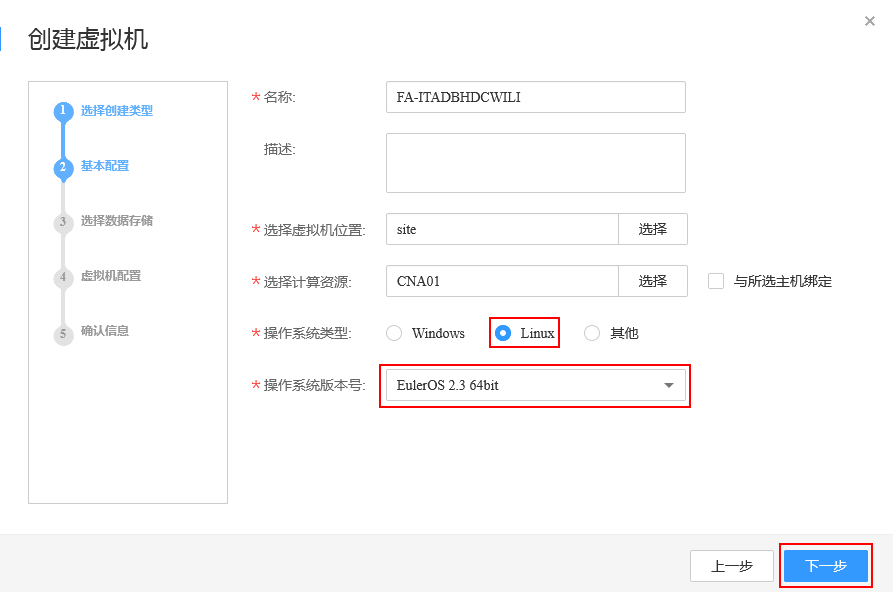 创建虚拟机
×
1 选择创建类型
2 基本配置
3 选择数据存储
4 虚拟机配置
5 确认信息
* 名称: FA-ITADBHDCWILI
描述:
* 选择虚拟机位置: site 选择
* 选择计算资源: CNA01 选择 与所选主机绑定
* 操作系统类型: Windows Linux 其他
* 操作系统版本号: EulerOS 2.3 64bit
上一步 下一步